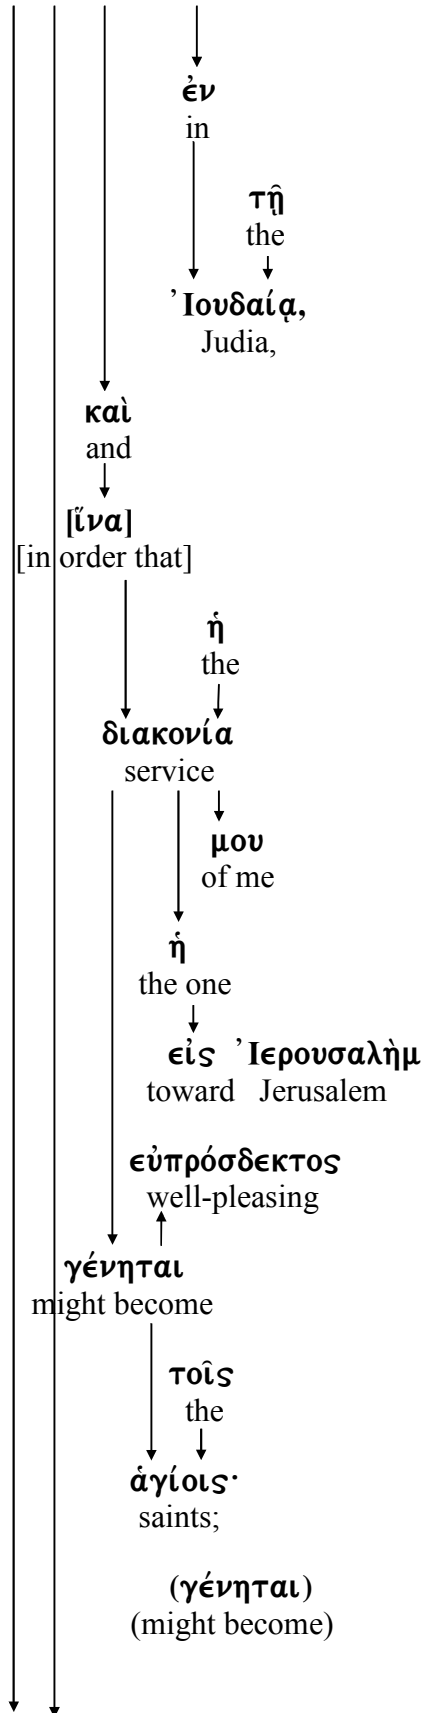 ἐν
in
τῇ
the
Ἰουδαίᾳ,
Judia,
καὶ
and
[ἵνα]
[in order that]
ἡ
the
διακονία
service
μου
of me
ἡ
the one
εἰς Ἰερουσαλὴμ
toward Jerusalem
εὐπρόσδεκτος
well-pleasing
γένηται
might become
τοῖς
the
ἁγίοις·
saints;
(γένηται)
(might become)